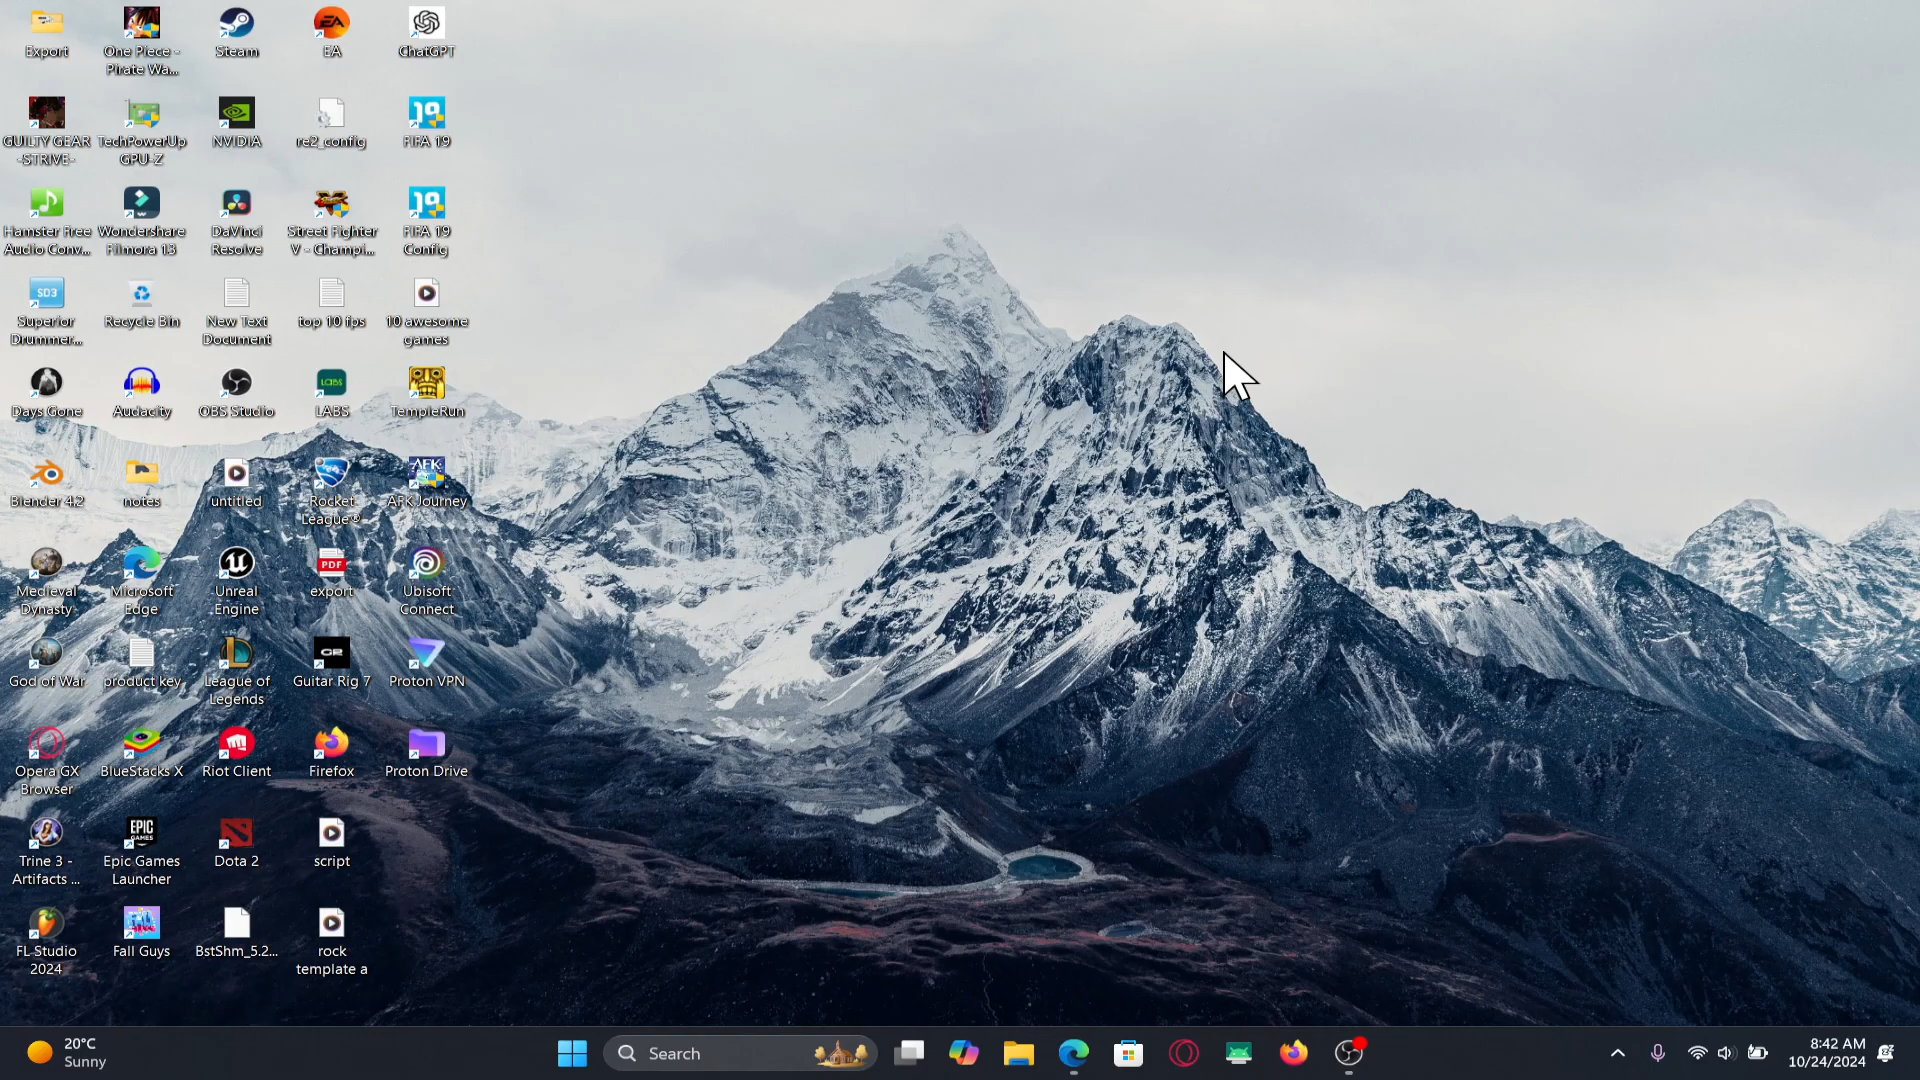 Export
One Piece -
Pirate Wa...
Steam
EA
EA
ChatGPT
GUILTY GEAR
-STRIVE-
TechPowerUp
GPU-Z
NVIDIA
re2_config
19
FIFA 19
Hamster Free
Audio Conv...
Wondershare
Filmora 13
DaVinci
Resolve
Street Fighter
V - Champi...
19
FIFA 19
Config
SD3
Superior
Drummer...
Recycle Bin
New Text
Document
top 10 fps
10 awesome
games
Days Gone
Audacity
OBS Studio
LABS
LABS
TempleRun
Blender 4.2
notes
untitled
Rocket
League®
AFK
AFK Journey
Medieval
Dynasty
Microsoft
Edge
Unreal
Engine
PDF
export
Ubisoft
Connect
God of War
product key
League of
Legends
GR
Guitar Rig 7
Proton VPN
Opera GX
Browser
BlueStacks X
Riot Client
Firefox
Proton Drive
Trine 3 -
Artifacts ...
EPIC
GAMES
Epic Games
Launcher
Dota 2
script
FL Studio
2024
Fall Guys
BstShm_5.2...
rock
template a
20°C
Sunny
Search
8:42 AM
10/24/2024